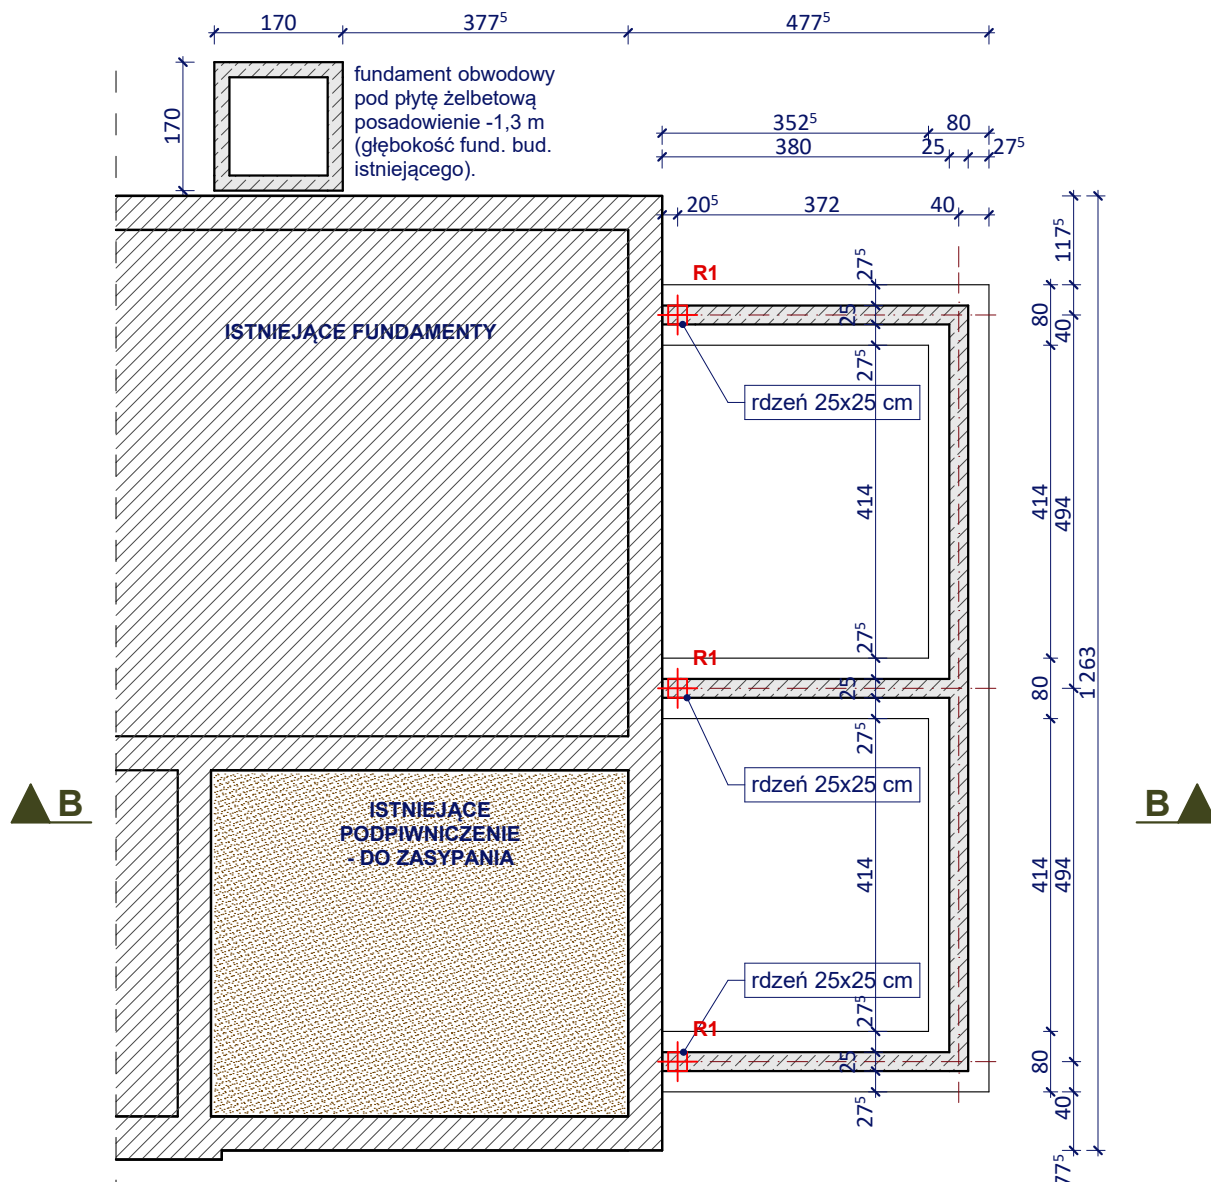 170 377⁵ 477⁵
fundament obwodowy
pod płytę żelbetową
posadowienie -1,3 m
(głębokość fund. bud.
istniejącego).
170
352⁵ 80
380 25 27⁵
20⁵ 372 40
117⁵
27⁵
R1
80
40
25
ISTNIEJĄCE FUNDAMENTY
27⁵
rdzeń 25x25 cm
414
414
494
27⁵
R1
1 263
25
80
27⁵
rdzeń 25x25 cm
B
B
ISTNIEJĄCE
PODPIWNICZENIE
- DO ZASYPANIA
414
414
494
rdzeń 25x25 cm
27⁵
R1
25
80
27⁵
40
77⁵